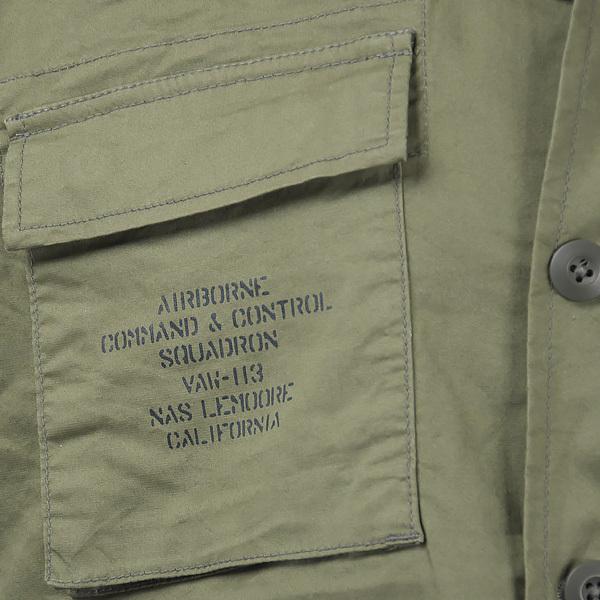 AIRBORNE
COMMAND & CONTROL
SQUADRON
VAW-113
NAS LEMOORE
CALIFORNIA